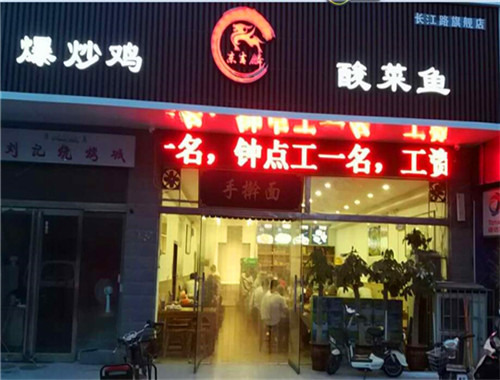 长江路旗舰店
爆炒鸡
酸菜鱼
一名，钟点工一名，工资
手擀面
刘记烧烤城